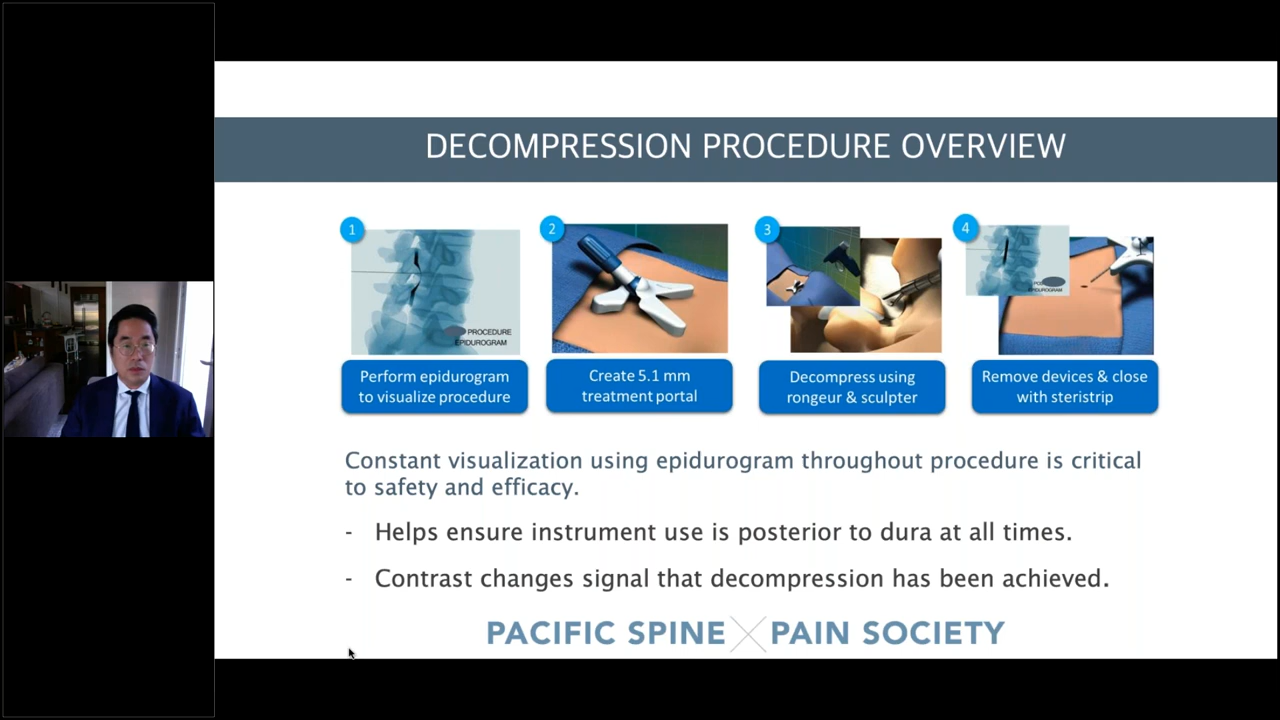 DECOMPRESSION PROCEDURE OVERVIEW
1
2
3
4
PROCEDURE
EPIDUROGRAM
EPIDUROGRAM
Perform epidurogram
to visualize procedure
Create 5.1 mm
treatment portal
Decompress using
rongeur & sculpter
Remove devices & close
with steristrip
Constant visualization using epidurogram throughout procedure is critical
to safety and efficacy.
- Helps ensure instrument use is posterior to dura at all times.
- Contrast changes signal that decompression has been achieved.
PACIFIC SPINE PAIN SOCIETY